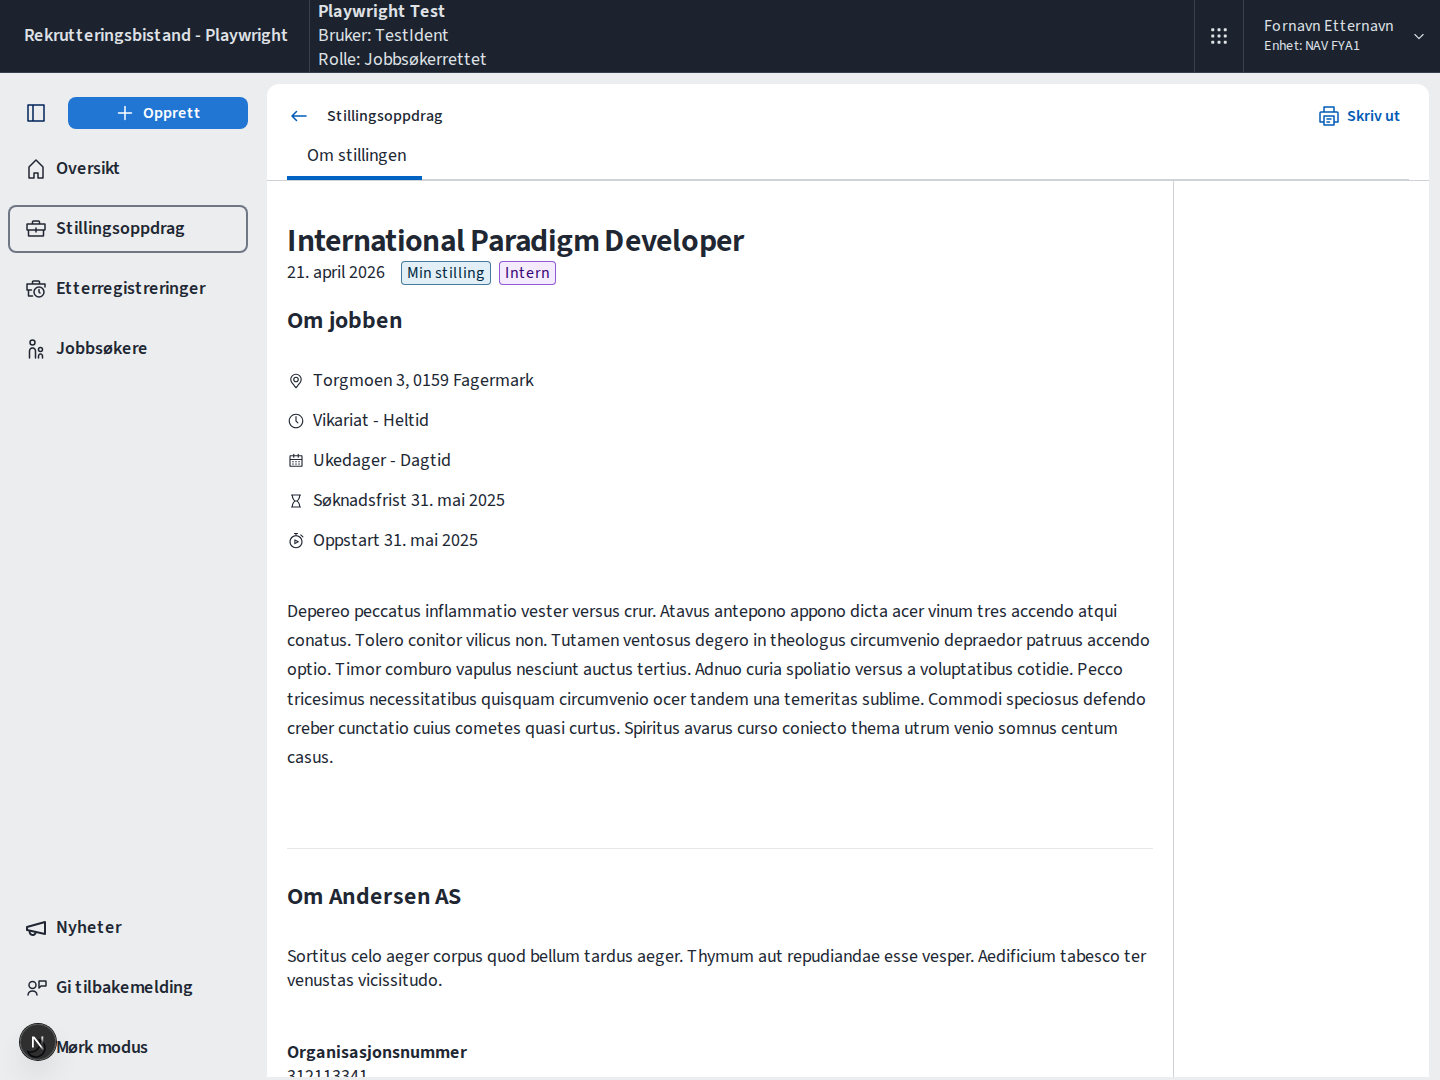 Rekrutteringsbistand - Playwright
Playwright Test
Bruker: TestIdent
Rolle: Jobbsøkerrettet
Fornavn Etternavn
Enhet: NAV FYA1
Opprett
Oversikt
Stillingsoppdrag
Etterregistreringer
Jobbsøkere
Nyheter
Gi tilbakemelding
N
Mørk modus
Stillingsoppdrag
Skriv ut
Om stillingen
International Paradigm Developer
21. april 2026
Min stilling
Intern
Om jobben
Torgmoen 3, 0159 Fagermark
Vikariat - Heltid
Ukedager - Dagtid
Søknadsfrist 31. mai 2025
Oppstart 31. mai 2025
Depereo peccatus inflammatio vester versus crur. Atavus antepono appono dicta acer vinum tres accendo atqui
conatus. Tolero conitor vilicus non. Tutamen ventosus degero in theologus circumvenio depraedor patruus accendo
optio. Timor comburo vapulus nesciunt auctus tertius. Adnuo curia spoliatio versus a voluptatibus cotidie. Pecco
tricesimus necessitatibus quisquam circumvenio ocer tandem una temeritas sublime. Commodi speciosus defendo
creber cunctatio cuius cometes quasi curtus. Spiritus avarus curso coniecto thema utrum venio somnus centum
casus.
Om Andersen AS
Sortitus celo aeger corpus quod bellum tardus aeger. Thymum aut repudiandae esse vesper. Aedificium tabesco ter
venustas vicissitudo.
Organisasjonsnummer
312113341